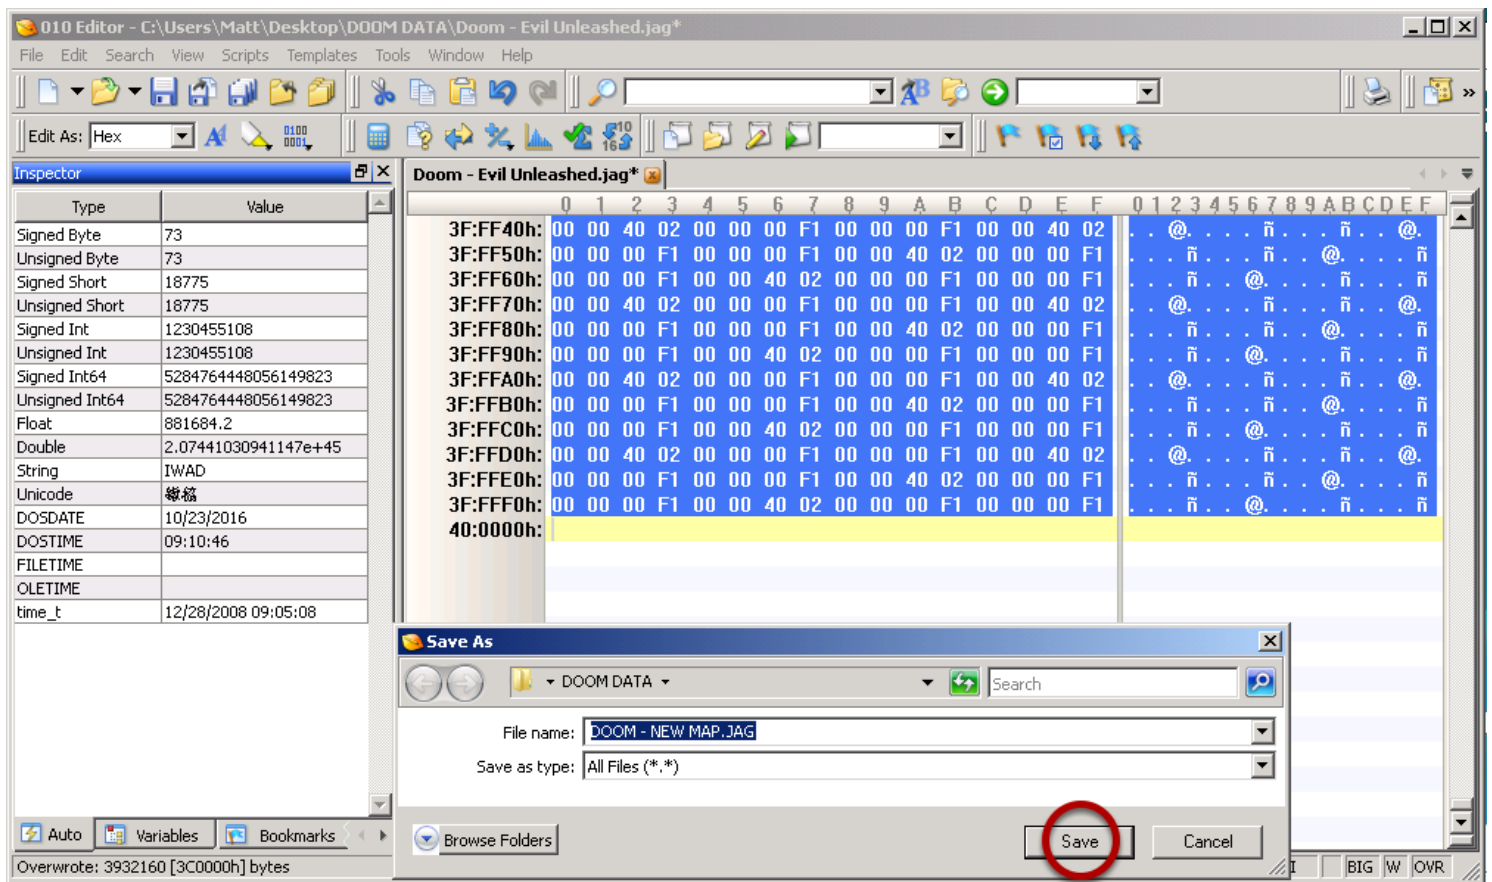 010 Editor - C:\Users\Matt\Desktop\DOOM DATA\Doom - Evil Unleashed.jag*
File Edit Search View Scripts Templates Tools Window Help
Edit As: Hex
Inspector
Doom - Evil Unleashed.jag*
Type Value
Signed Byte 73
Unsigned Byte 73
Signed Short 18775
Unsigned Short 18775
Signed Int 1230455108
Unsigned Int 1230455108
Signed Int64 5284764448056149823
Unsigned Int64 5284764448056149823
Float 881684.2
Double 2.07441030941147e+45
String IWAD
Unicode
DOSDATE 10/23/2016
DOSTIME 09:10:46
FILETIME
OLETIME
time_t 12/28/2008 09:05:08
0 1 2 3 4 5 6 7 8 9 A B C D E F 0 1 2 3 4 5 6 7 8 9 A B C D E F
3F:FF40h: 00 00 40 02 00 00 00 F1 00 00 00 F1 00 00 40 02 . . @. . . . ñ . . . ñ . . @.
3F:FF50h: 00 00 00 F1 00 00 00 F1 00 00 40 02 00 00 00 F1 . . . ñ . . . ñ . . @. . . . ñ
3F:FF60h: 00 00 00 F1 00 00 40 02 00 00 00 F1 00 00 00 F1 . . . ñ . . @. . . . ñ . . . ñ
3F:FF70h: 00 00 40 02 00 00 00 F1 00 00 00 F1 00 00 40 02 . . @. . . . ñ . . . ñ . . @.
3F:FF80h: 00 00 00 F1 00 00 00 F1 00 00 40 02 00 00 00 F1 . . . ñ . . . ñ . . @. . . . ñ
3F:FF90h: 00 00 00 F1 00 00 40 02 00 00 00 F1 00 00 00 F1 . . . ñ . . @. . . . ñ . . . ñ
3F:FFA0h: 00 00 40 02 00 00 00 F1 00 00 00 F1 00 00 40 02 . . @. . . . ñ . . . ñ . . @.
3F:FFB0h: 00 00 00 F1 00 00 00 F1 00 00 40 02 00 00 00 F1 . . . ñ . . . ñ . . @. . . . ñ
3F:FFC0h: 00 00 00 F1 00 00 40 02 00 00 00 F1 00 00 00 F1 . . . ñ . . @. . . . ñ . . . ñ
3F:FFD0h: 00 00 40 02 00 00 00 F1 00 00 00 F1 00 00 40 02 . . @. . . . ñ . . . ñ . . @.
3F:FFE0h: 00 00 00 F1 00 00 00 F1 00 00 40 02 00 00 00 F1 . . . ñ . . . ñ . . @. . . . ñ
3F:FFF0h: 00 00 00 F1 00 00 40 02 00 00 00 F1 00 00 00 F1 . . . ñ . . @. . . . ñ . . . ñ
40:0000h:
Save As
DOOM DATA
Search
File name: DOOM - NEW MAP.JAG
Save as type: All Files (*.*)
Browse Folders Save Cancel
Auto Variables Bookmarks
Overwrote: 3932160 [3C0000h] bytes
BIG W OVR